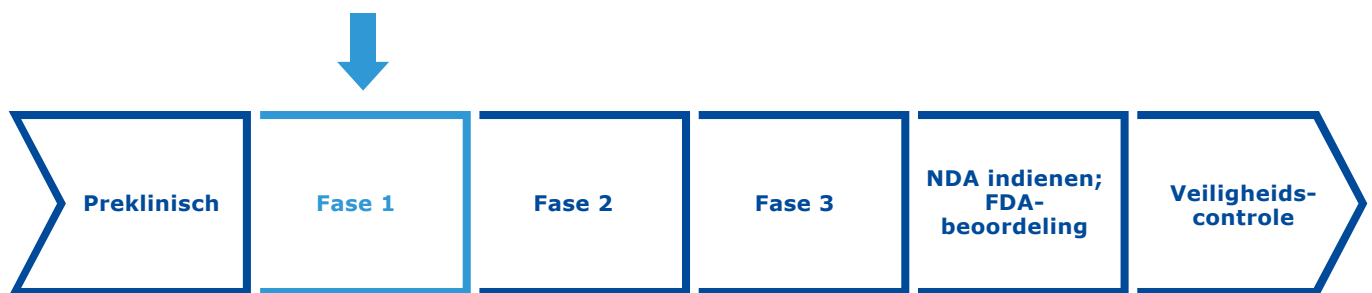 Preklinisch
Fase 1
Fase 2
Fase 3
NDA indienen;
FDA-
beoordeling
Veiligheids-
controle